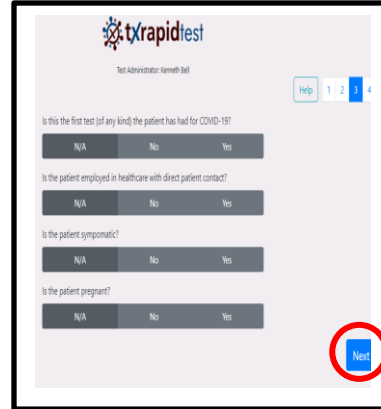 txrapidtest
Test Administrator: Kenneth Bell
Help 1 2 3 4
Is this the first test (of any kind) the patient has had for COVID-19?
N/A No Yes
Is the patient employed in healthcare with direct patient contact?
N/A No Yes
Is the patient sympomatic?
N/A No Yes
Is the patient pregnant?
N/A No Yes
Next